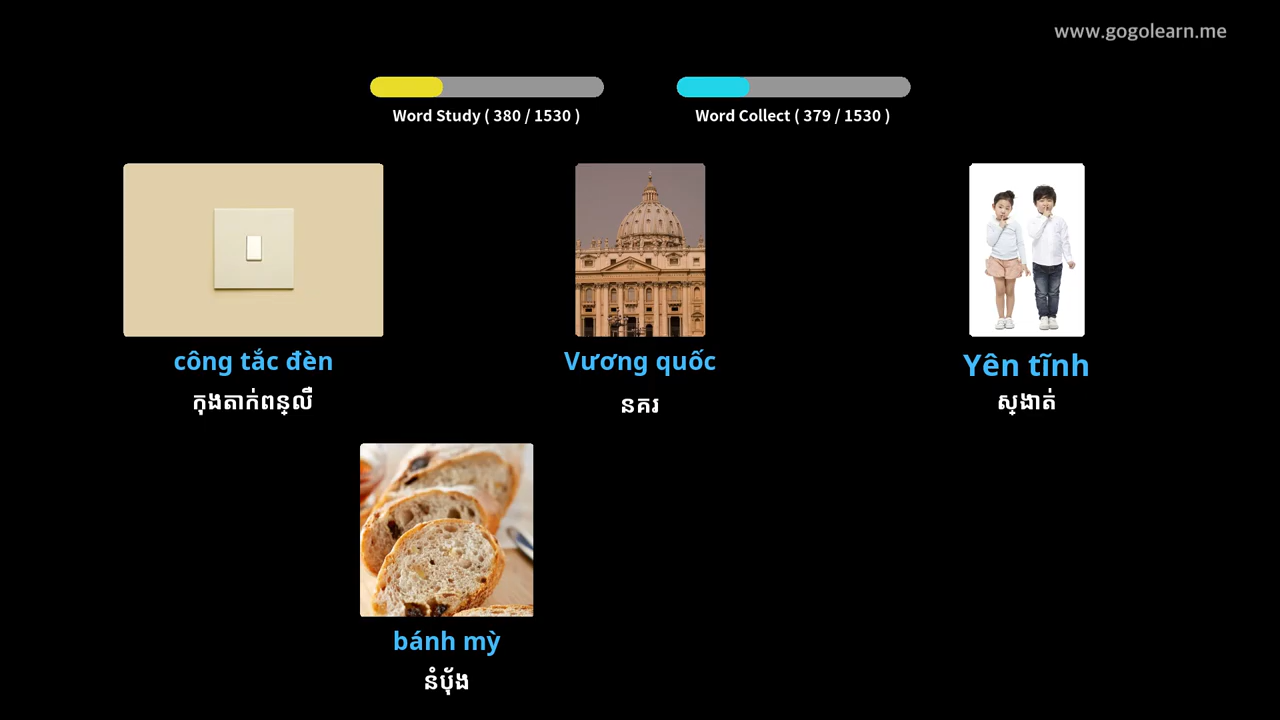 www.gogolearn.me
Word Study ( 380 / 1530 )
Word Collect ( 379 / 1530 )
công tắc đèn
កុងតាក់ពន្លឺ
Vương quốc
នគរ
Yên tĩnh
ស្ងាត់
bánh mỳ
នំបុ័ង